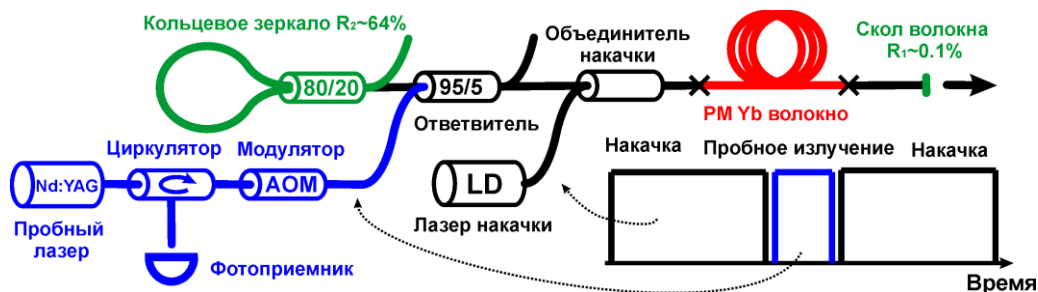 Кольцевое зеркало R₂~64%
Объединитель
накачки
Скол волокна
R₁~0.1%
80/20
95/5
Ответвитель
PM Yb волокно
Циркулятор
Модулятор
Накачка
Пробное излучение
Накачка
Nd:YAG
AOM
LD
Пробный
лазер
Лазер накачки
Фотоприемник
Время